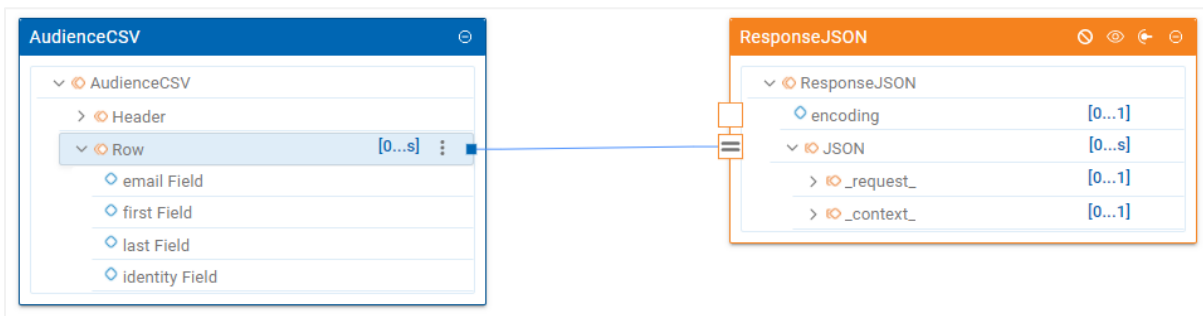 AudienceCSV
AudienceCSV
Header
Row [0...s]
email Field
first Field
last Field
identity Field
ResponseJSON
ResponseJSON
encoding [0...1]
JSON [0...s]
_request_ [0...1]
_context_ [0...1]